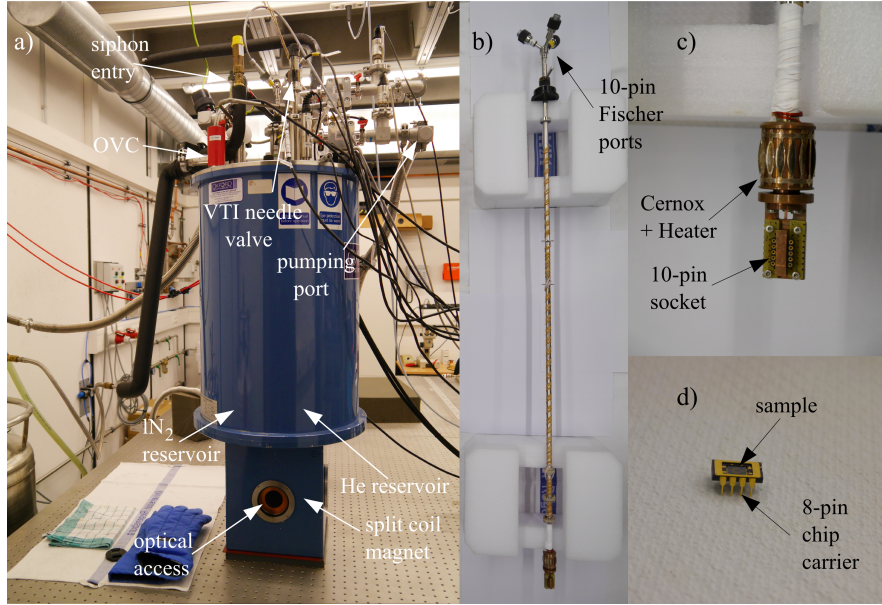 a)
siphon
entry
OVC
VTI needle
valve
pumping
port
lN2
reservoir
He reservoir
optical
access
split coil
magnet
b)
10-pin
Fischer
ports
c)
Cernox
+ Heater
10-pin
socket
d)
sample
8-pin
chip
carrier